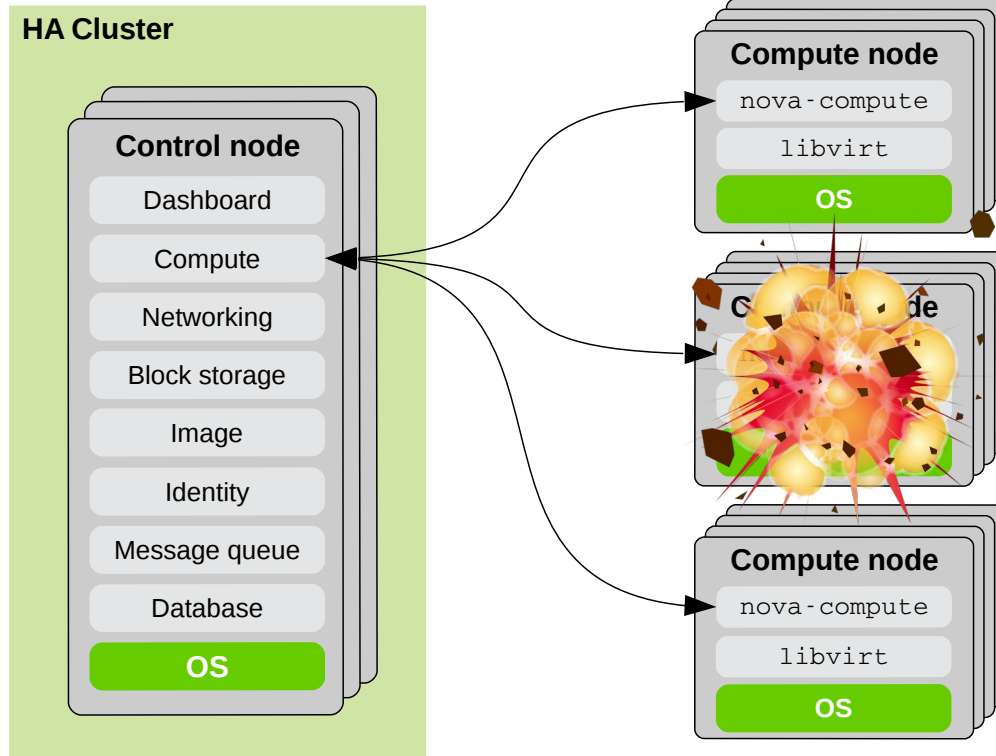 HA Cluster
Control node
Dashboard
Compute
Networking
Block storage
Image
Identity
Message queue
Database
OS
Compute node
nova-compute
libvirt
OS
Compute node
nova-compute
libvirt
OS